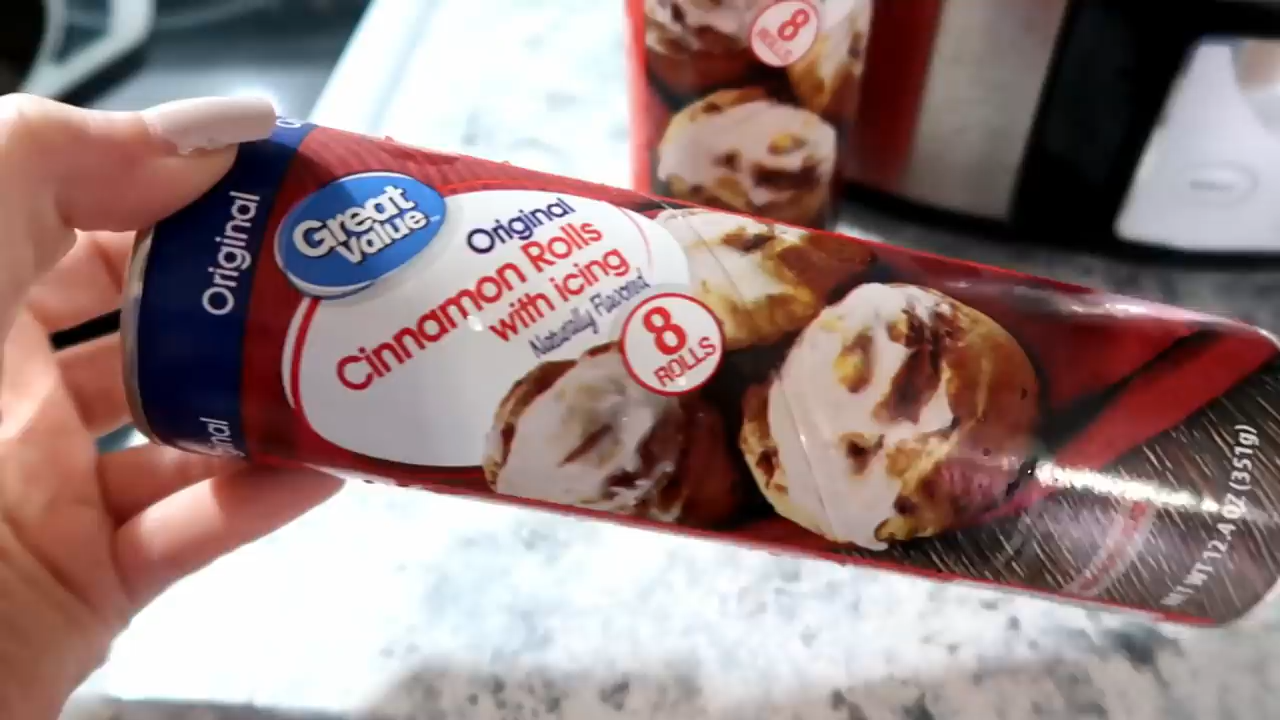 Original
Great
Value
Original
Cinnamon Rolls
with icing
Naturally Flavored
8
ROLLS
NET WT 12.4 OZ (351g)
8
ROLLS